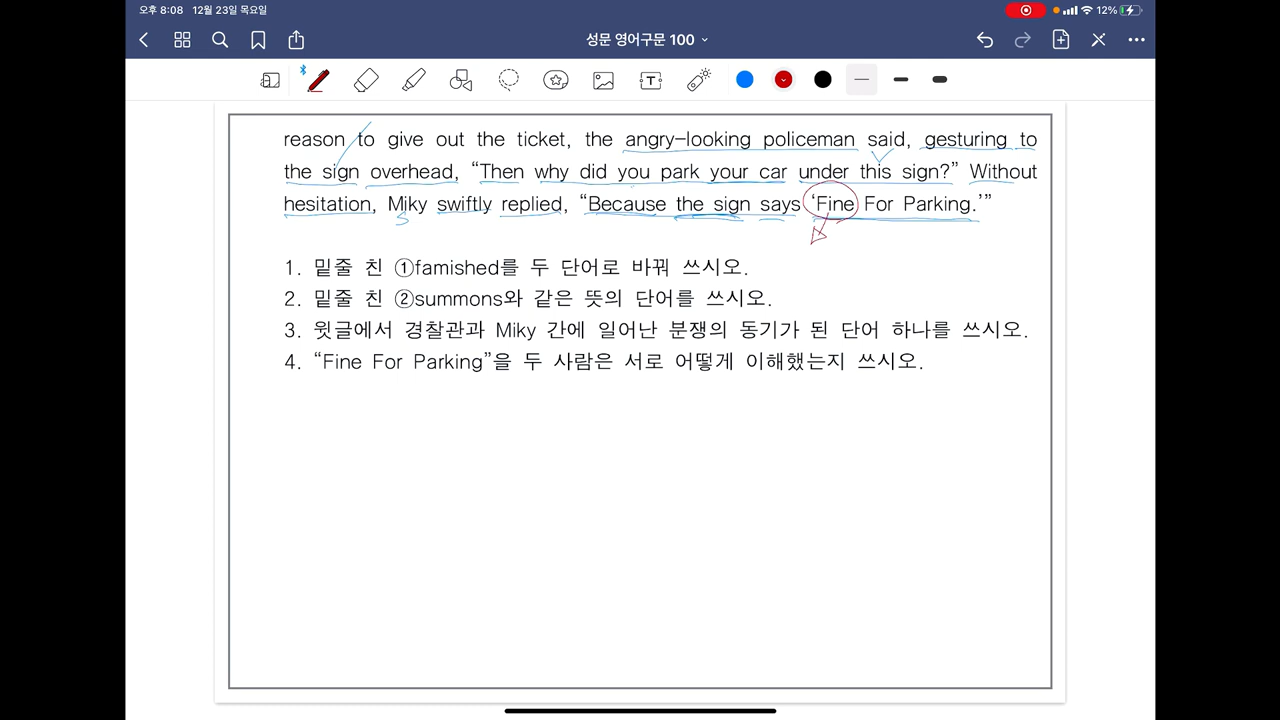 오후 8:08 12월 23일 목요일 12%
성문 영어구문 100
T
reason to give out the ticket, the angry-looking policeman said, gesturing to
the sign overhead, “Then why did you park your car under this sign?” Without
hesitation, Miky swiftly replied, “Because the sign says ‘Fine For Parking.’”
S
1. 밑줄 친 ①famished를 두 단어로 바꿔 쓰시오.
2. 밑줄 친 ②summons와 같은 뜻의 단어를 쓰시오.
3. 윗글에서 경찰관과 Miky 간에 일어난 분쟁의 동기가 된 단어 하나를 쓰시오.
4. “Fine For Parking”을 두 사람은 서로 어떻게 이해했는지 쓰시오.